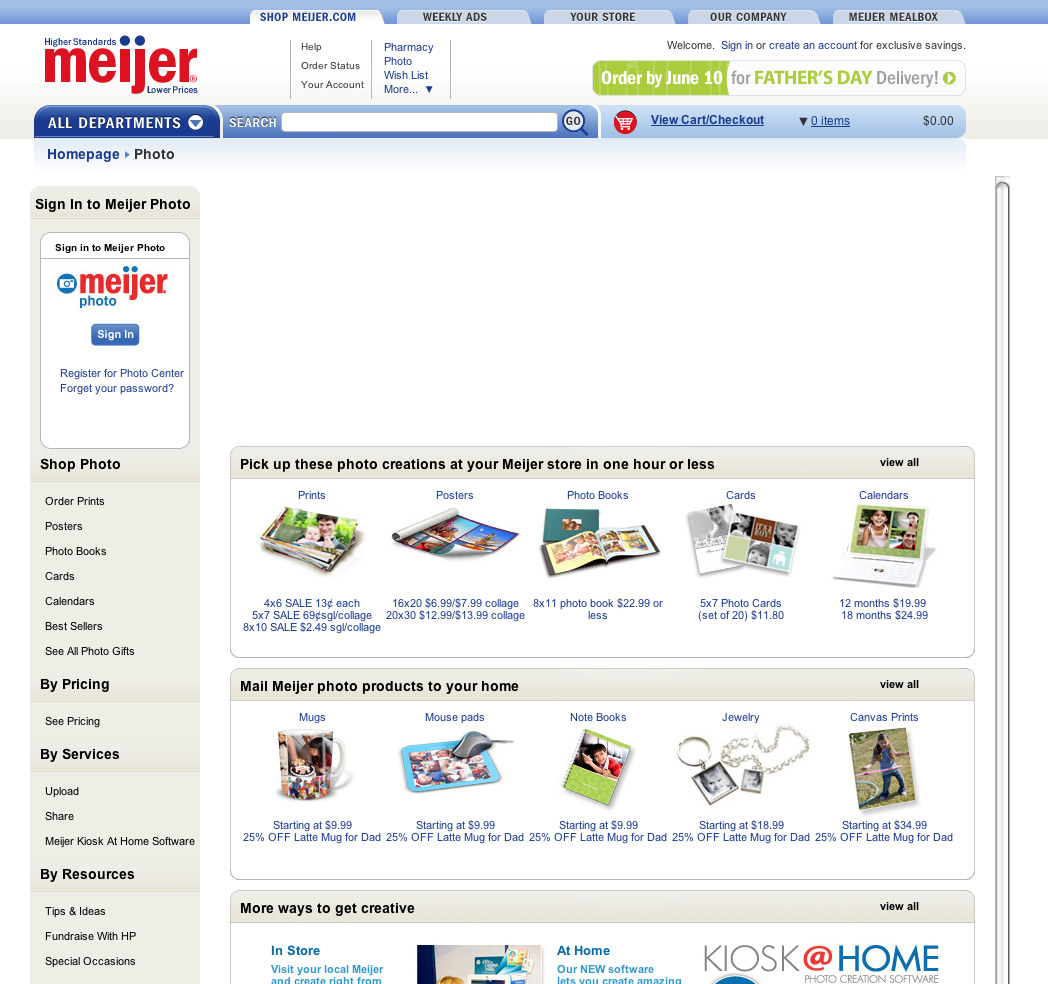 SHOP MEIJER.COM
WEEKLY ADS
YOUR STORE
OUR COMPANY
MEIJER MEALBOX
Higher Standards
meijer®
Lower Prices
Help
Order Status
Your Account
Pharmacy
Photo
Wish List
More... ▼
Welcome. Sign in or create an account for exclusive savings.
Order by June 10 for FATHER'S DAY Delivery!
ALL DEPARTMENTS
SEARCH
GO
View Cart/Checkout
▼ 0 items
$0.00
Homepage Photo
Sign In to Meijer Photo
Sign in to Meijer Photo
meijer
photo
Sign In
Register for Photo Center
Forget your password?
Shop Photo
Order Prints
Posters
Photo Books
Cards
Calendars
Best Sellers
See All Photo Gifts
By Pricing
See Pricing
By Services
Upload
Share
Meijer Kiosk At Home Software
By Resources
Tips & Ideas
Fundraise With HP
Special Occasions
Pick up these photo creations at your Meijer store in one hour or less
view all
Prints
4x6 SALE 13¢ each
5x7 SALE 69¢sgl/collage
8x10 SALE $2.49 sgl/collage
Posters
16x20 $6.99/$7.99 collage
20x30 $12.99/$13.99 collage
Photo Books
8x11 photo book $22.99 or
less
Cards
IT'S A
BOY!
5x7 Photo Cards
(set of 20) $11.80
Calendars
12 months $19.99
18 months $24.99
Mail Meijer photo products to your home
view all
Mugs
Starting at $9.99
25% OFF Latte Mug for Dad
Mouse pads
Starting at $9.99
25% OFF Latte Mug for Dad
Note Books
Starting at $9.99
25% OFF Latte Mug for Dad
Jewelry
Starting at $18.99
25% OFF Latte Mug for Dad
Canvas Prints
Starting at $34.99
25% OFF Latte Mug for Dad
More ways to get creative
view all
In Store
Visit your local Meijer
and create right from
At Home
Our NEW software
lets you create amazing
KIOSK@HOME
PHOTO CREATION SOFTWARE